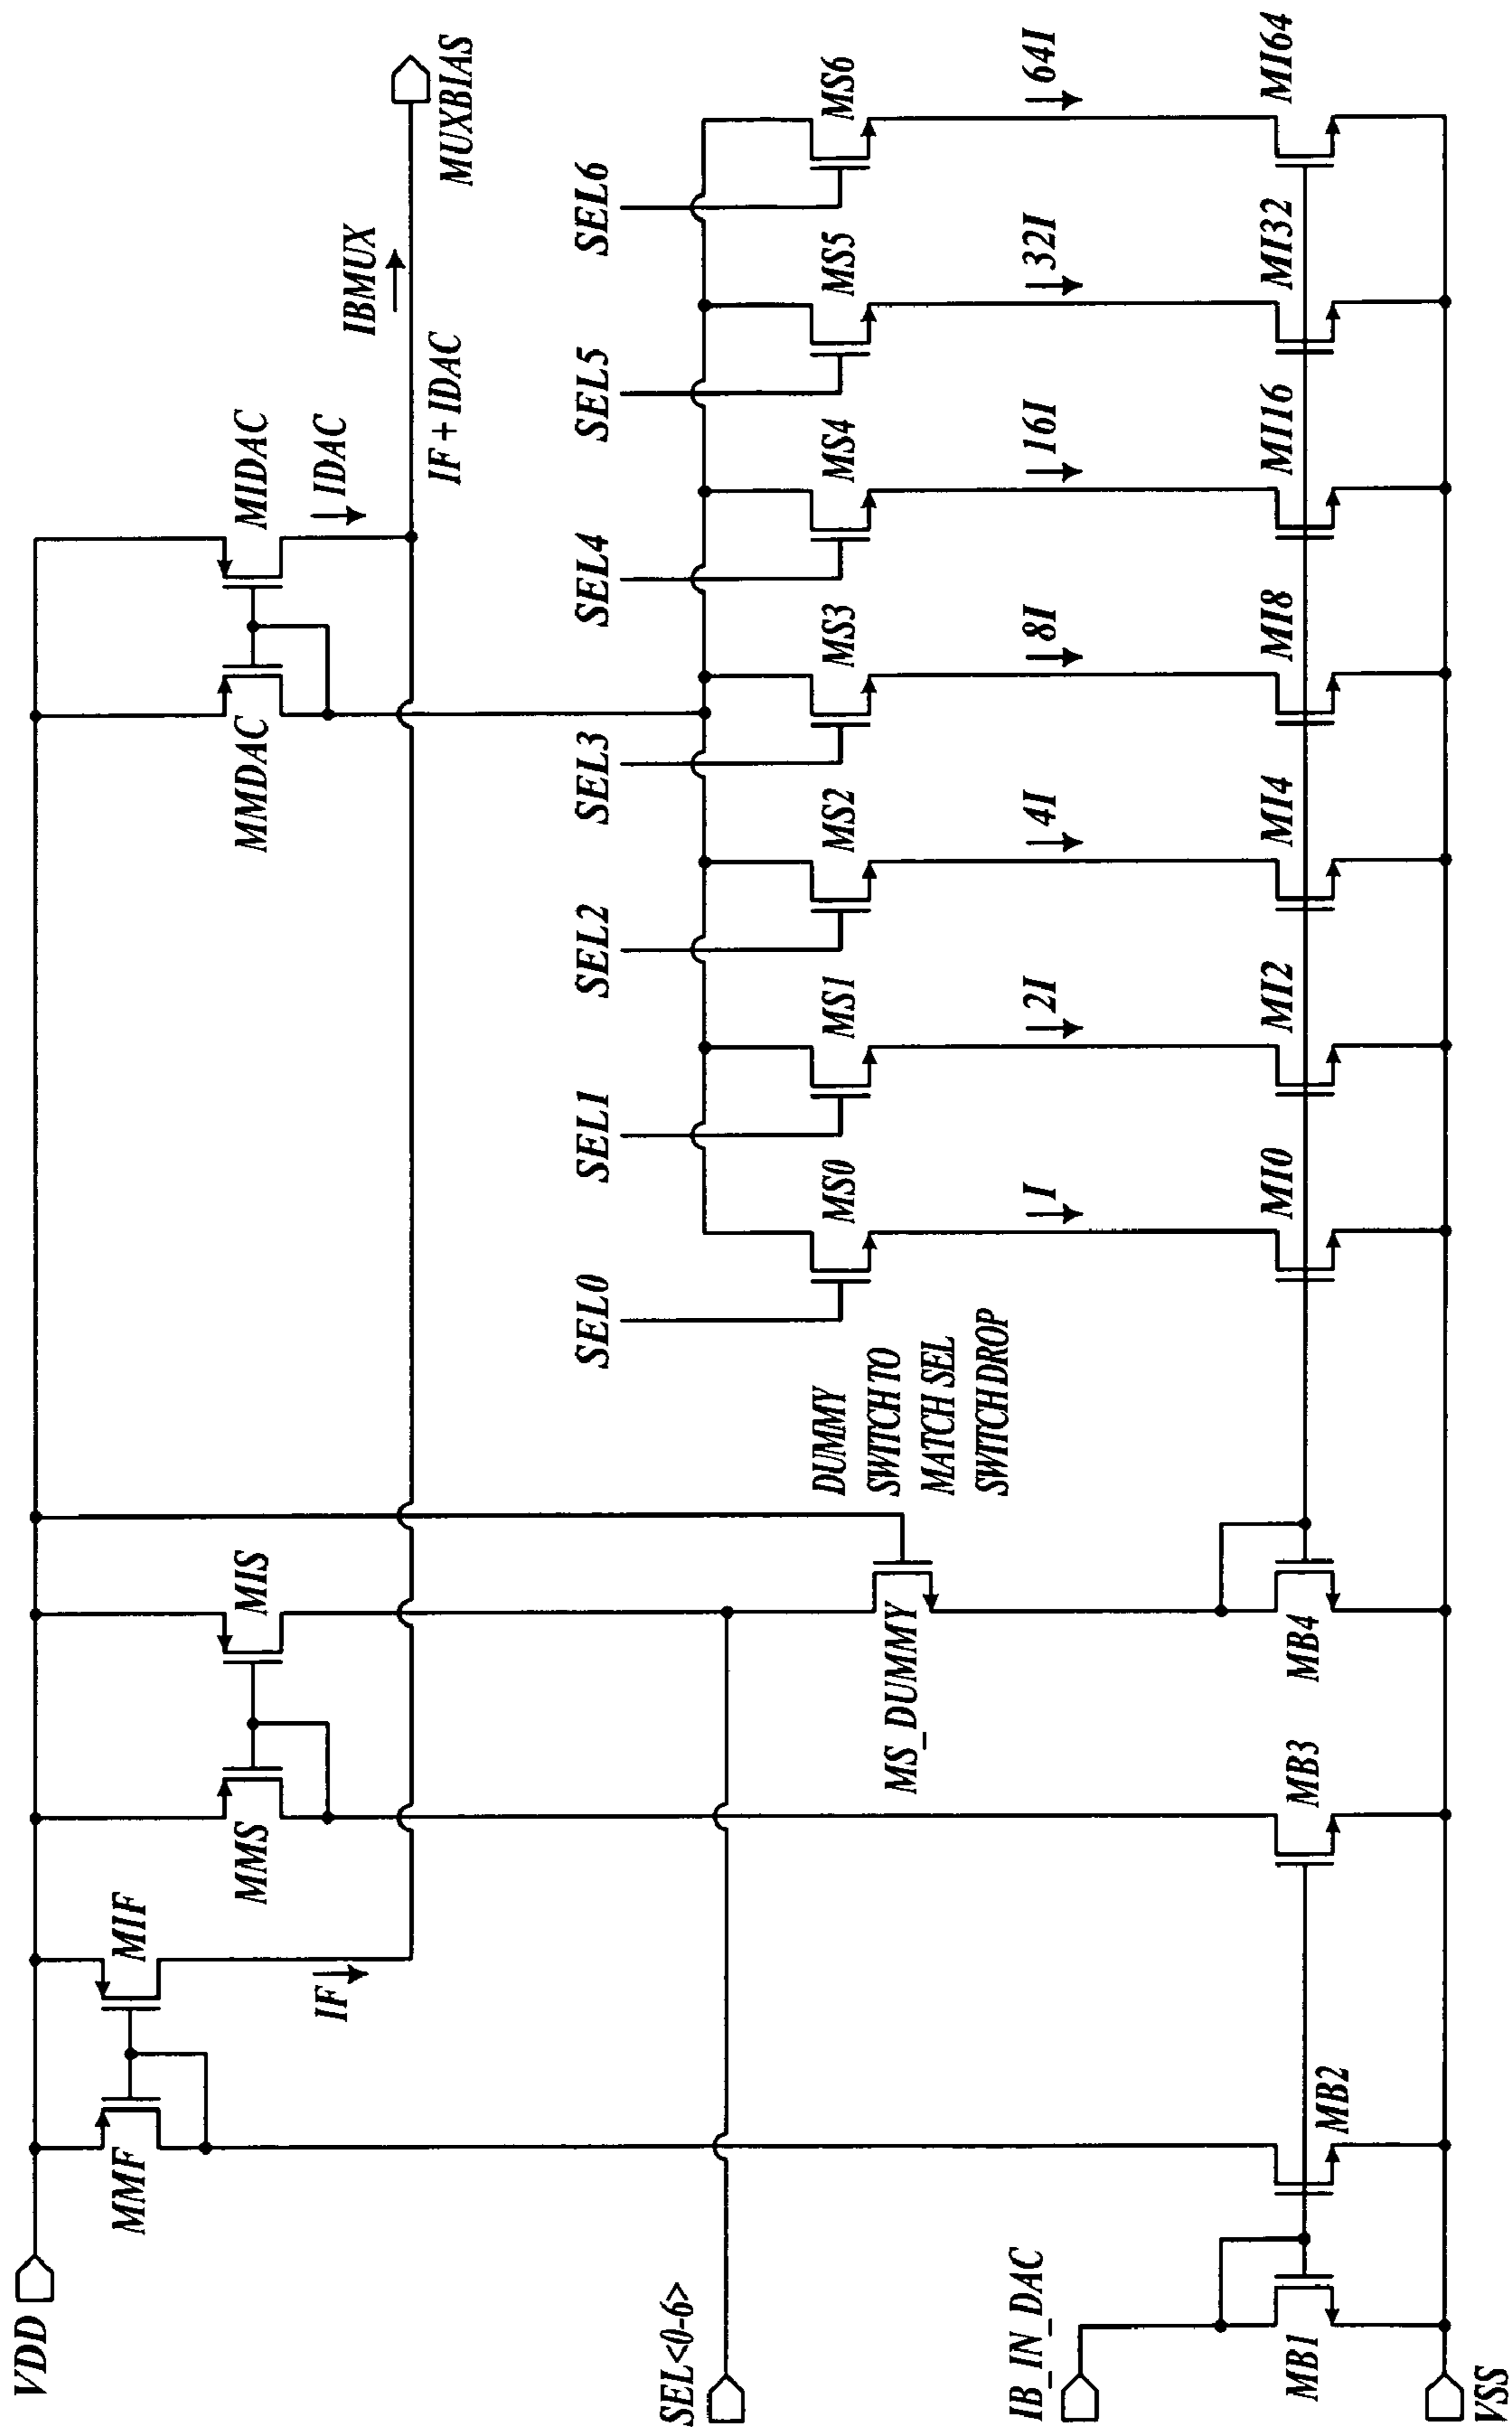 VDD
MMF
MIF
IF
MMS
MIS
MMDAC
MIDAC
IDAC
IBMUX
IF + IDAC
MUXBIAS
SEL<0-6>
SEL0
SEL1
SEL2
SEL3
SEL4
SEL5
SEL6
MS_DUMMY
DUMMY
SWITCH TO
MATCH SEL
SWITCH DROP
MS0
MS1
MS2
MS3
MS4
MS5
MS6
I
2I
4I
8I
16I
32I
64I
IB_IN_DAC
MB1
MB2
MB3
MB4
MI0
MI2
MI4
MI8
MI16
MI32
MI64
VSS